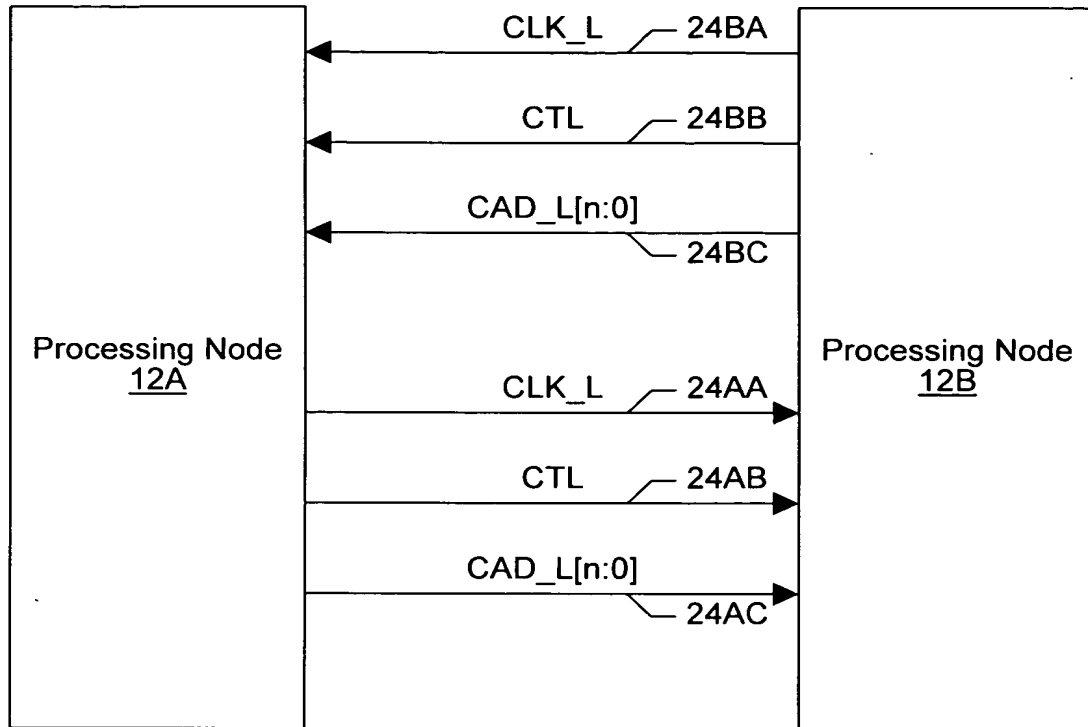 CLK_L 24BA
CTL 24BB
CAD_L[n:0]
24BC
Processing Node
12A
Processing Node
12B
CLK_L 24AA
CTL 24AB
CAD_L[n:0]
24AC